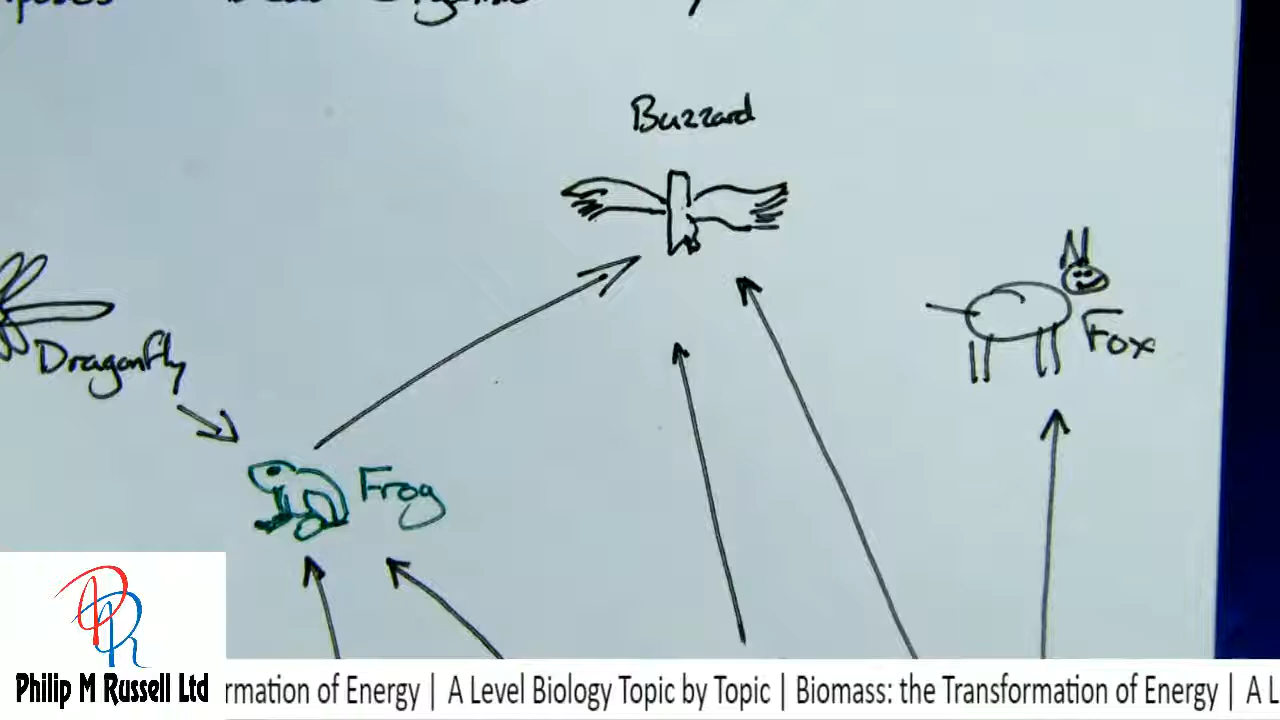 Buzzard
Fox
Dragonfly
Frog
Philip M Russell Ltd
rmation of Energy | A Level Biology Topic by Topic | Biomass: the Transformation of Energy | A L